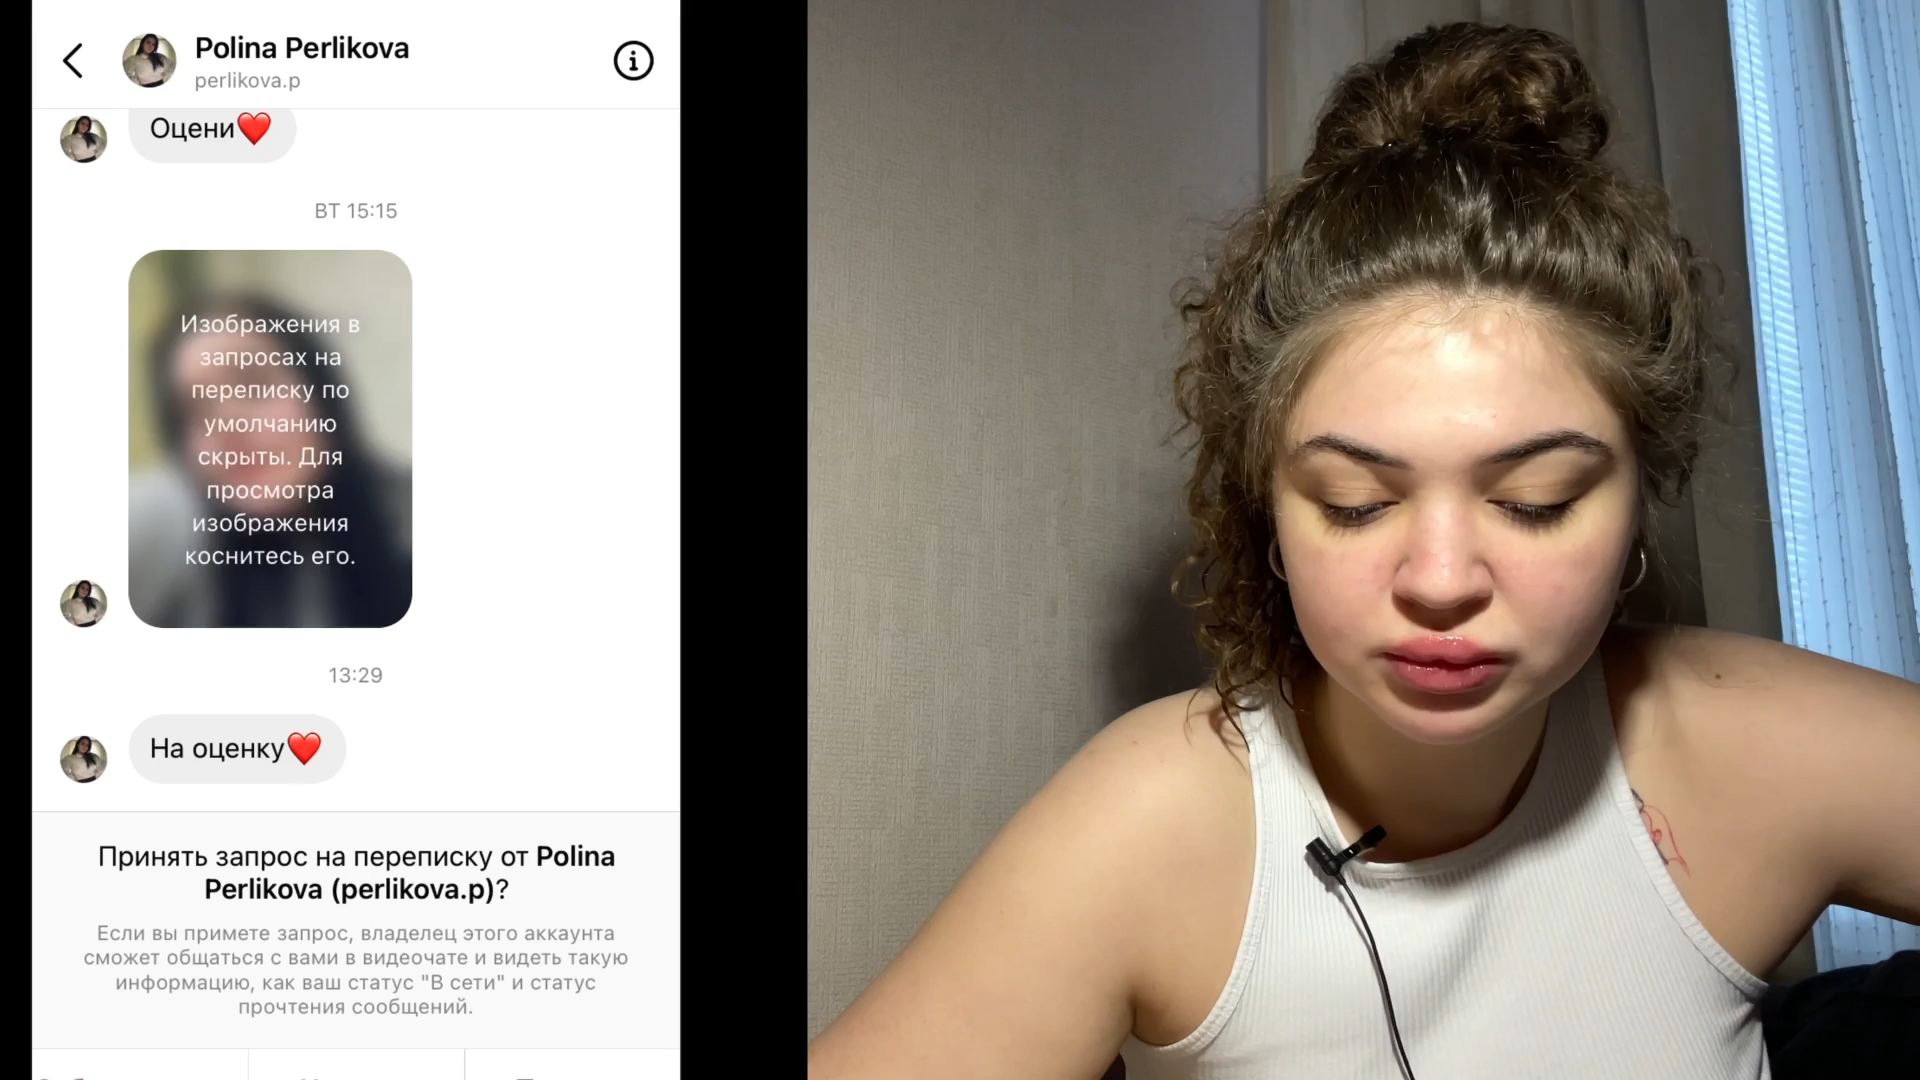 Polina Perlikova
perlikova.p
Оцени❤️
ВТ 15:15
Изображения в
запросах на
переписку по
умолчанию
скрыты. Для
просмотра
изображения
коснитесь его.
13:29
На оценку❤️
Принять запрос на переписку от Polina
Perlikova (perlikova.p)?
Если вы примете запрос, владелец этого аккаунта
сможет общаться с вами в видеочате и видеть такую
информацию, как ваш статус "В сети" и статус
прочтения сообщений.